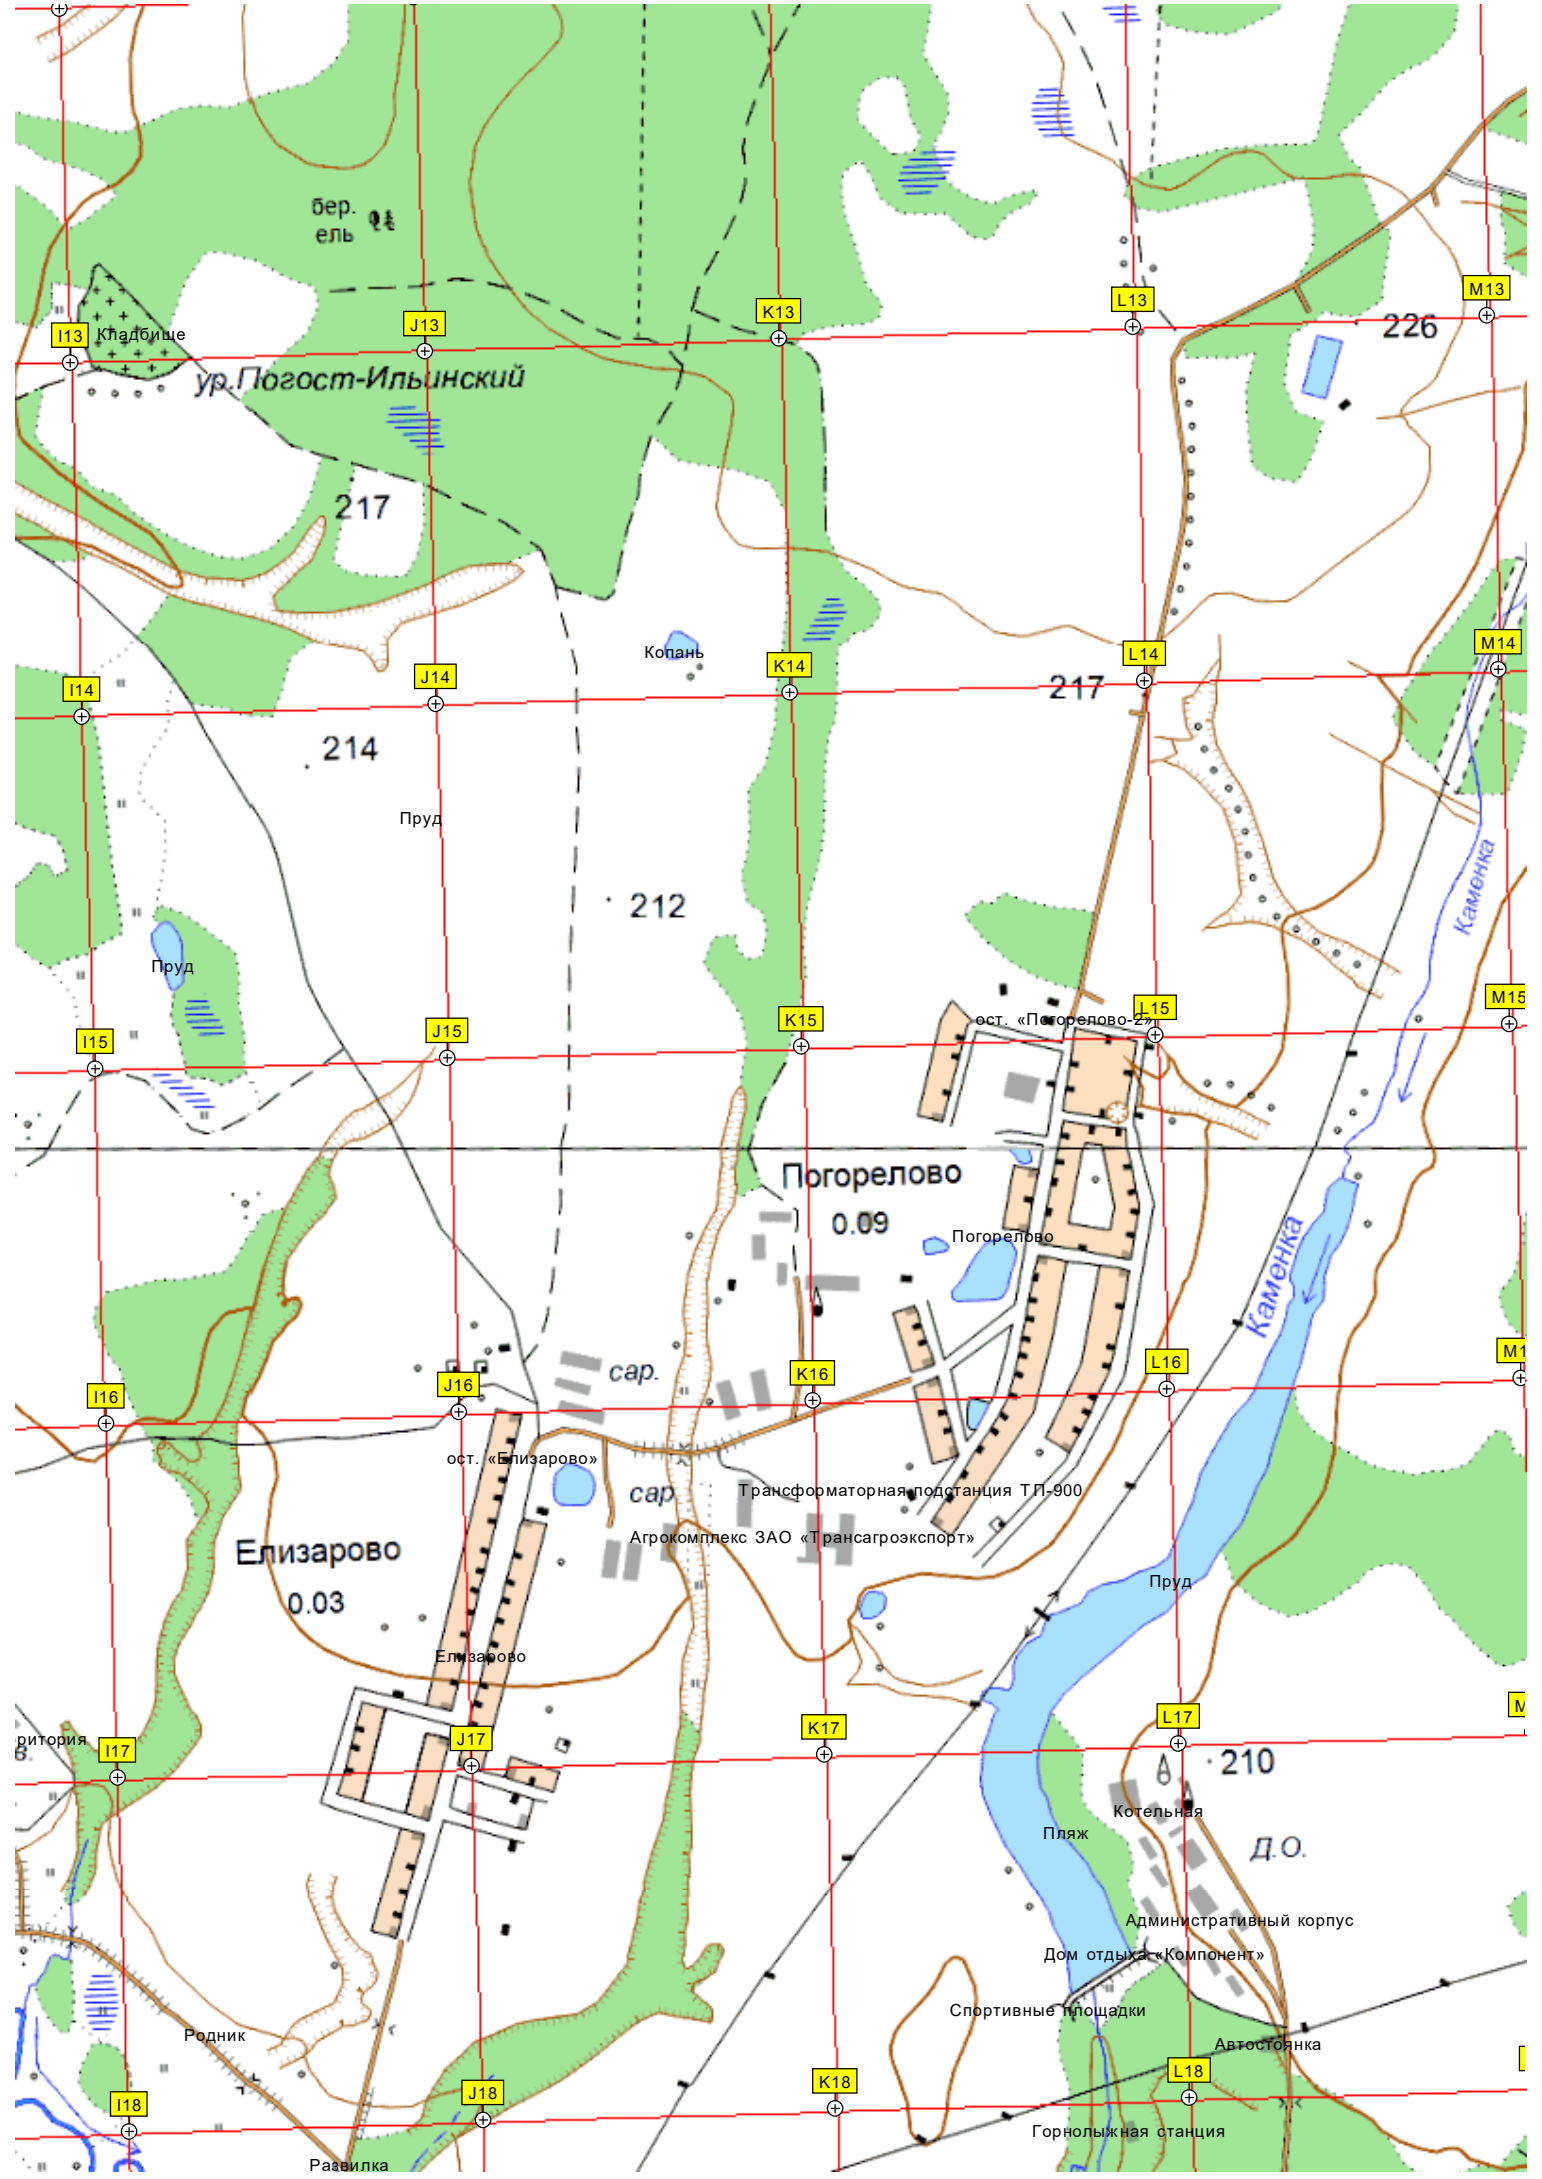 бер.
ель
M13
K13
L13
226
J13
I13
Кладбище
ур.Погост-Ильинский
217
M14
L14
Копань
K14
217
J14
I14
214
Пруд
Каменка
212
Пруд
M15
L15
ост. «Погорелово-2»
K15
J15
I15
Погорелово
0.09
Погорелово
Каменка
M1
L16
сар.
K16
J16
I16
ост. «Елизарово»
сар
Трансформаторная подстанция ТП-900
Агрокомплекс ЗАО «Трансагроэкспорт»
Елизарово
0.03
Пруд
Елизарово
M
L17
K17
ритория
J17
I17
в.
210
Котельная
Пляж
Д.О.
Административный корпус
Дом отдыха «Компонент»
Спортивные площадки
Родник
Автостоянка
L18
K18
J18
I18
Горнолыжная станция
Развилка
в